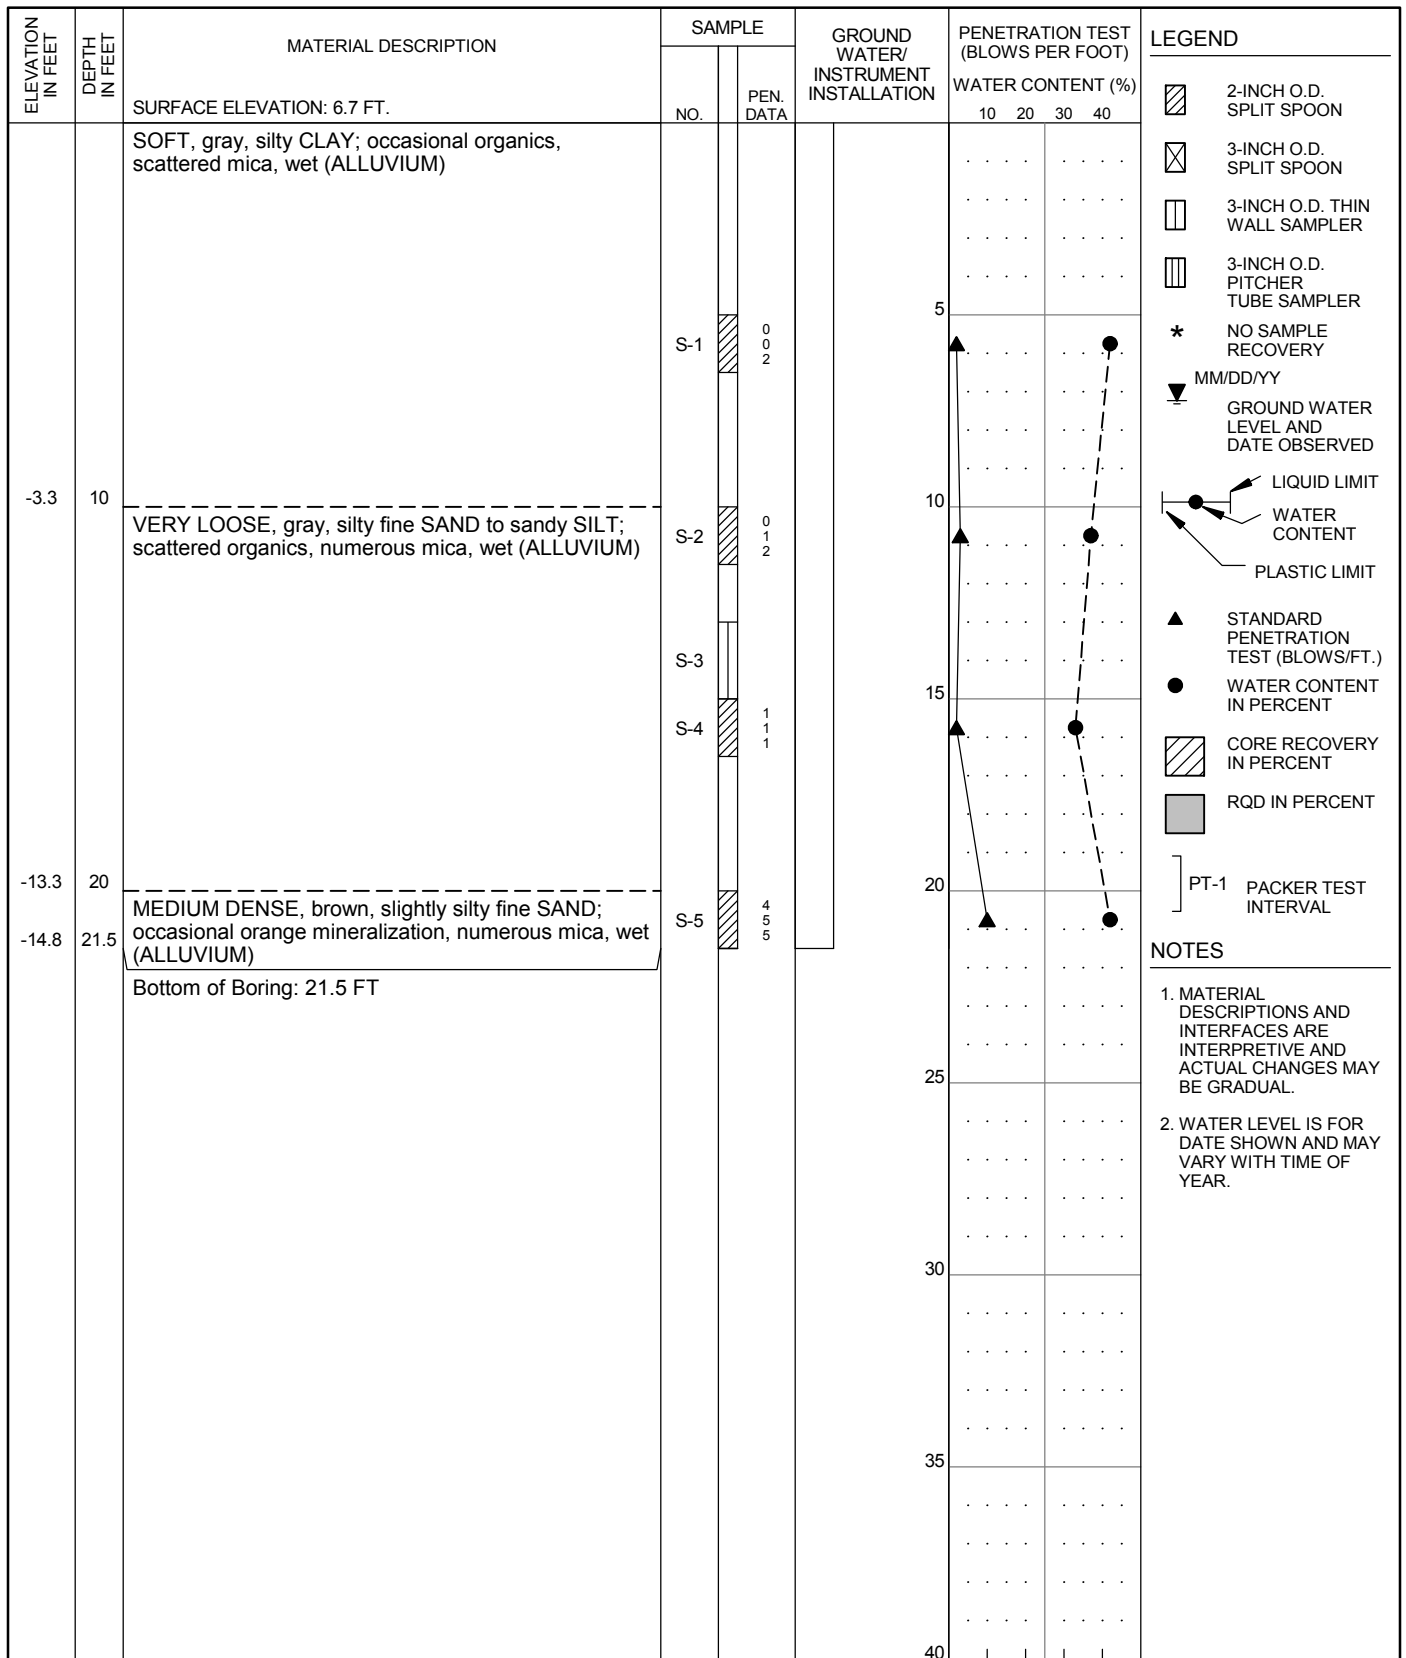 ELEVATION
IN FEET
DEPTH
IN FEET
MATERIAL DESCRIPTION
SURFACE ELEVATION: 6.7 FT.
SAMPLE
NO.
PEN.
DATA
GROUND
WATER/
INSTRUMENT
INSTALLATION
PENETRATION TEST
(BLOWS PER FOOT)
WATER CONTENT (%)
10 20 30 40
SOFT, gray, silty CLAY; occasional organics,
scattered mica, wet (ALLUVIUM)
5
S-1
0
0
2
-3.3 10
10
VERY LOOSE, gray, silty fine SAND to sandy SILT;
scattered organics, numerous mica, wet (ALLUVIUM)
S-2
0
1
2
S-3
15
S-4
1
1
1
-13.3 20
20
MEDIUM DENSE, brown, slightly silty fine SAND;
occasional orange mineralization, numerous mica, wet
(ALLUVIUM)
S-5
4
5
5
-14.8 21.5
Bottom of Boring: 21.5 FT
25
30
35
40
LEGEND
2-INCH O.D.
SPLIT SPOON
3-INCH O.D.
SPLIT SPOON
3-INCH O.D. THIN
WALL SAMPLER
3-INCH O.D.
PITCHER
TUBE SAMPLER
* NO SAMPLE
RECOVERY
MM/DD/YY
GROUND WATER
LEVEL AND
DATE OBSERVED
LIQUID LIMIT
WATER
CONTENT
PLASTIC LIMIT
STANDARD
PENETRATION
TEST (BLOWS/FT.)
WATER CONTENT
IN PERCENT
CORE RECOVERY
IN PERCENT
RQD IN PERCENT
PT-1 PACKER TEST
INTERVAL
NOTES
1. MATERIAL
DESCRIPTIONS AND
INTERFACES ARE
INTERPRETIVE AND
ACTUAL CHANGES MAY
BE GRADUAL.
2. WATER LEVEL IS FOR
DATE SHOWN AND MAY
VARY WITH TIME OF
YEAR.